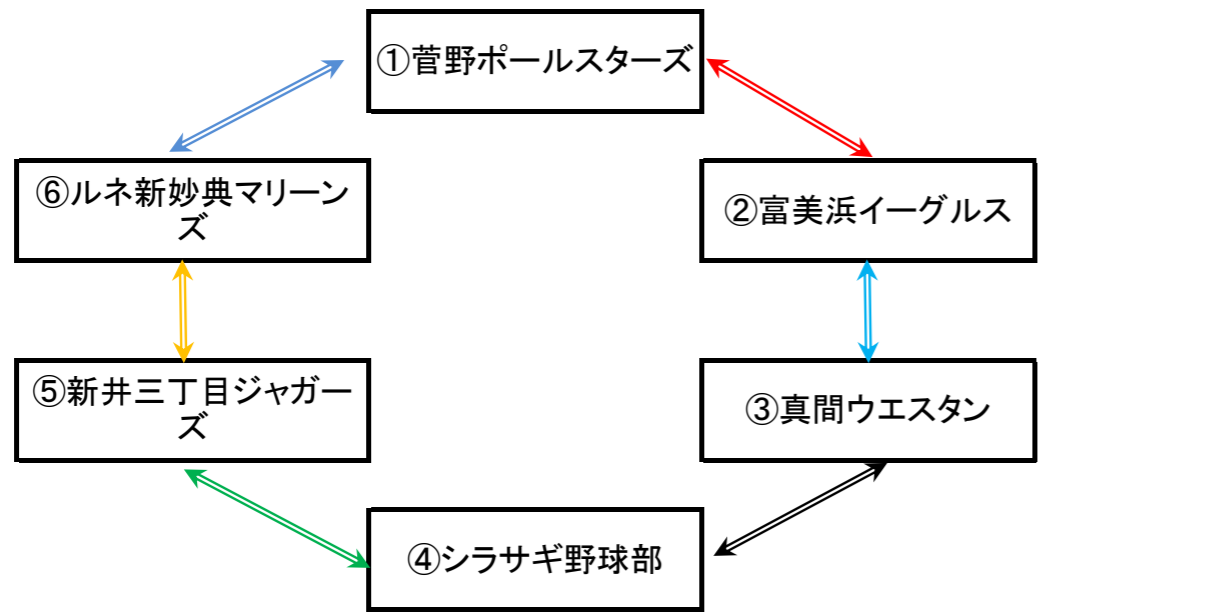 ①菅野ポールスターズ
②富美浜イーグルス
③真間ウエスタン
④シラサギ野球部
⑤新井三丁目ジャガー
ズ
⑥ルネ新妙典マリーン
ズ